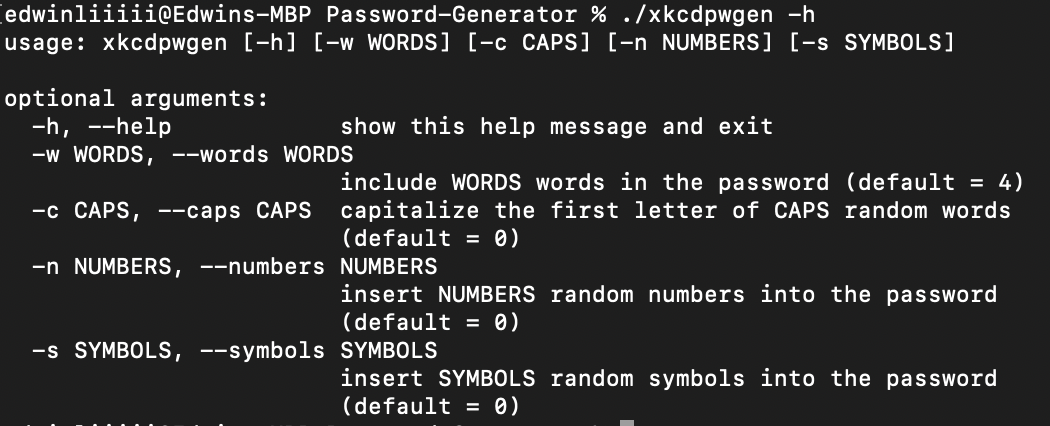 [edwinliiiii@Edwins-MBP Password-Generator % ./xkcdpwgen -h
usage: xkcdpwgen [-h] [-w WORDS] [-c CAPS] [-n NUMBERS] [-s SYMBOLS]
optional arguments:
-h, --help show this help message and exit
-w WORDS, --words WORDS
include WORDS words in the password (default = 4)
-c CAPS, --caps CAPS capitalize the first letter of CAPS random words
(default = 0)
-n NUMBERS, --numbers NUMBERS
insert NUMBERS random numbers into the password
(default = 0)
-s SYMBOLS, --symbols SYMBOLS
insert SYMBOLS random symbols into the password
(default = 0)